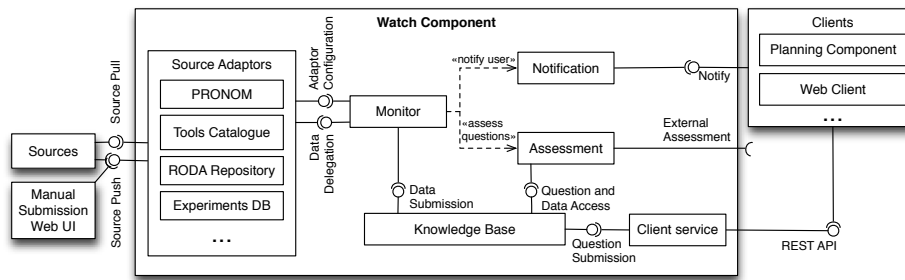 Watch Component
Clients
Planning Component
Web Client
...
Source Adaptors
PRONOM
Tools Catalogue
RODA Repository
Experiments DB
...
Sources
Manual
Submission
Web UI
Source Pull
Source Push
Adaptor
Configuration
Data
Delegation
Monitor
«notify user»
«assess
questions»
Notification
Notify
Assessment
External
Assessment
Data
Submission
Question and
Data Access
Knowledge Base
Question
Submission
Client service
REST API